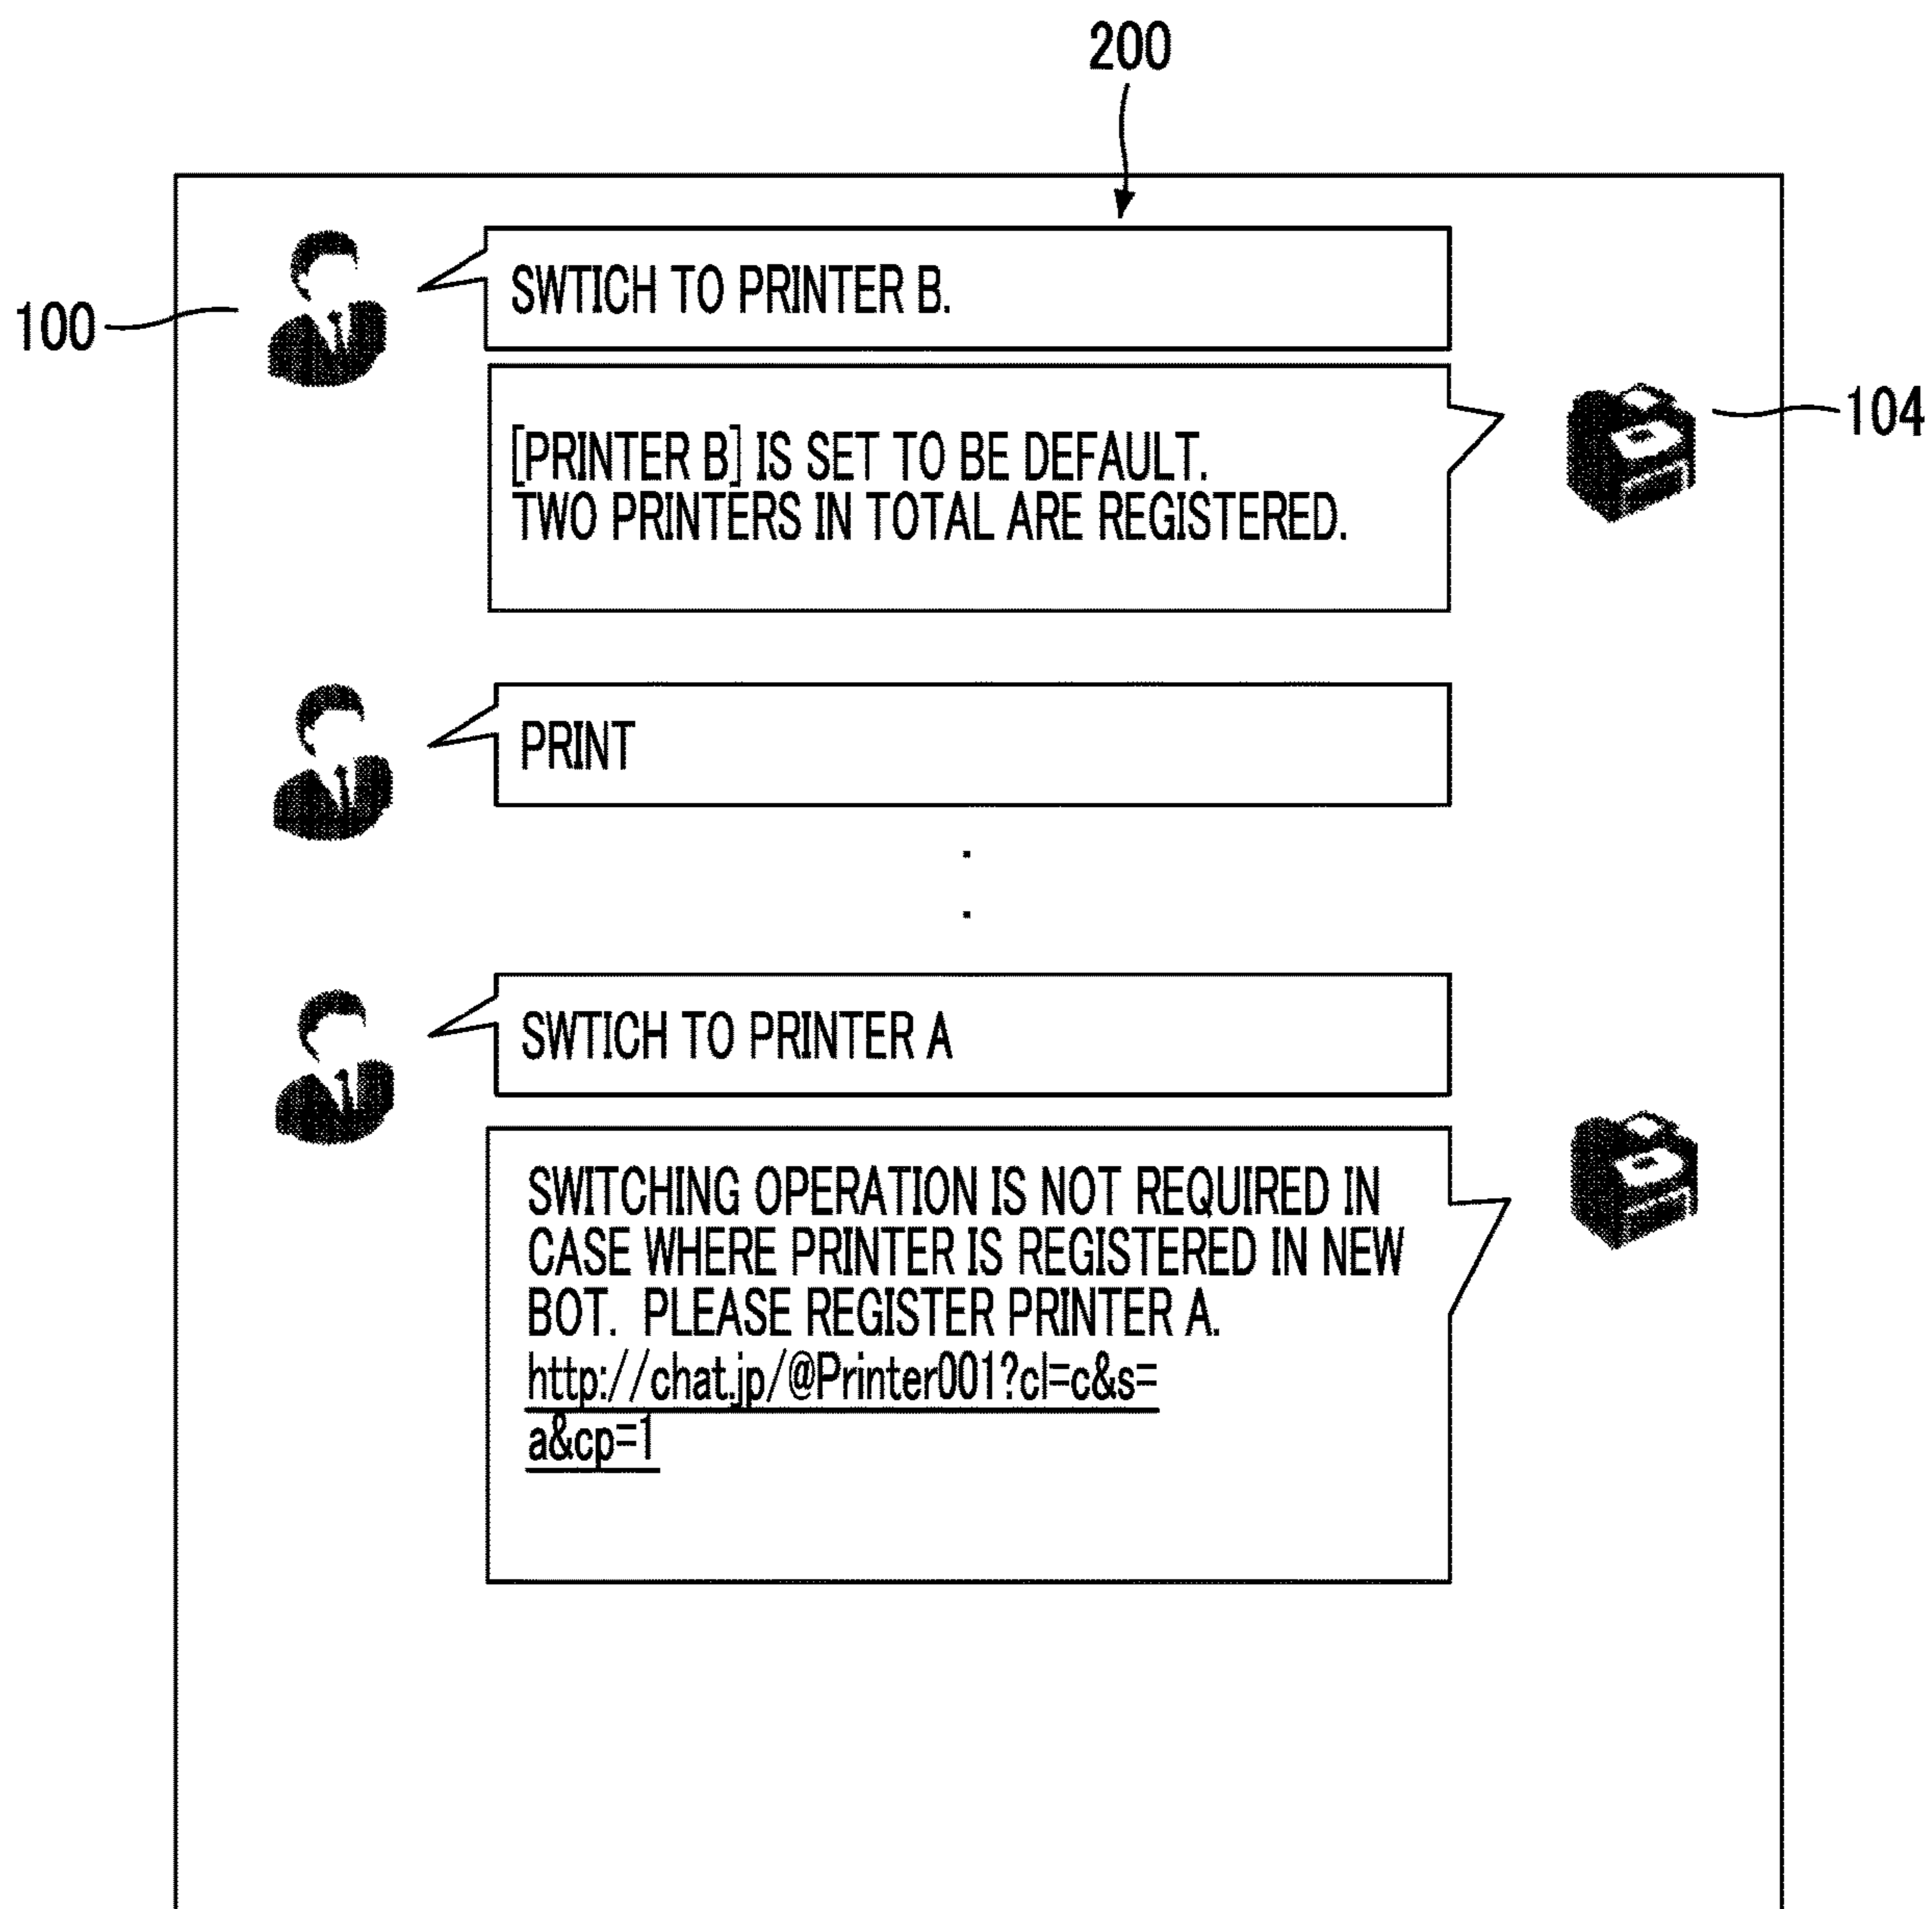 200
100
SWTICH TO PRINTER B.
104
[PRINTER B] IS SET TO BE DEFAULT.
TWO PRINTERS IN TOTAL ARE REGISTERED.
PRINT
SWTICH TO PRINTER A
SWITCHING OPERATION IS NOT REQUIRED IN
CASE WHERE PRINTER IS REGISTERED IN NEW
BOT. PLEASE REGISTER PRINTER A.
http://chat.jp/@Printer001?cl=c&s=
a&cp=1